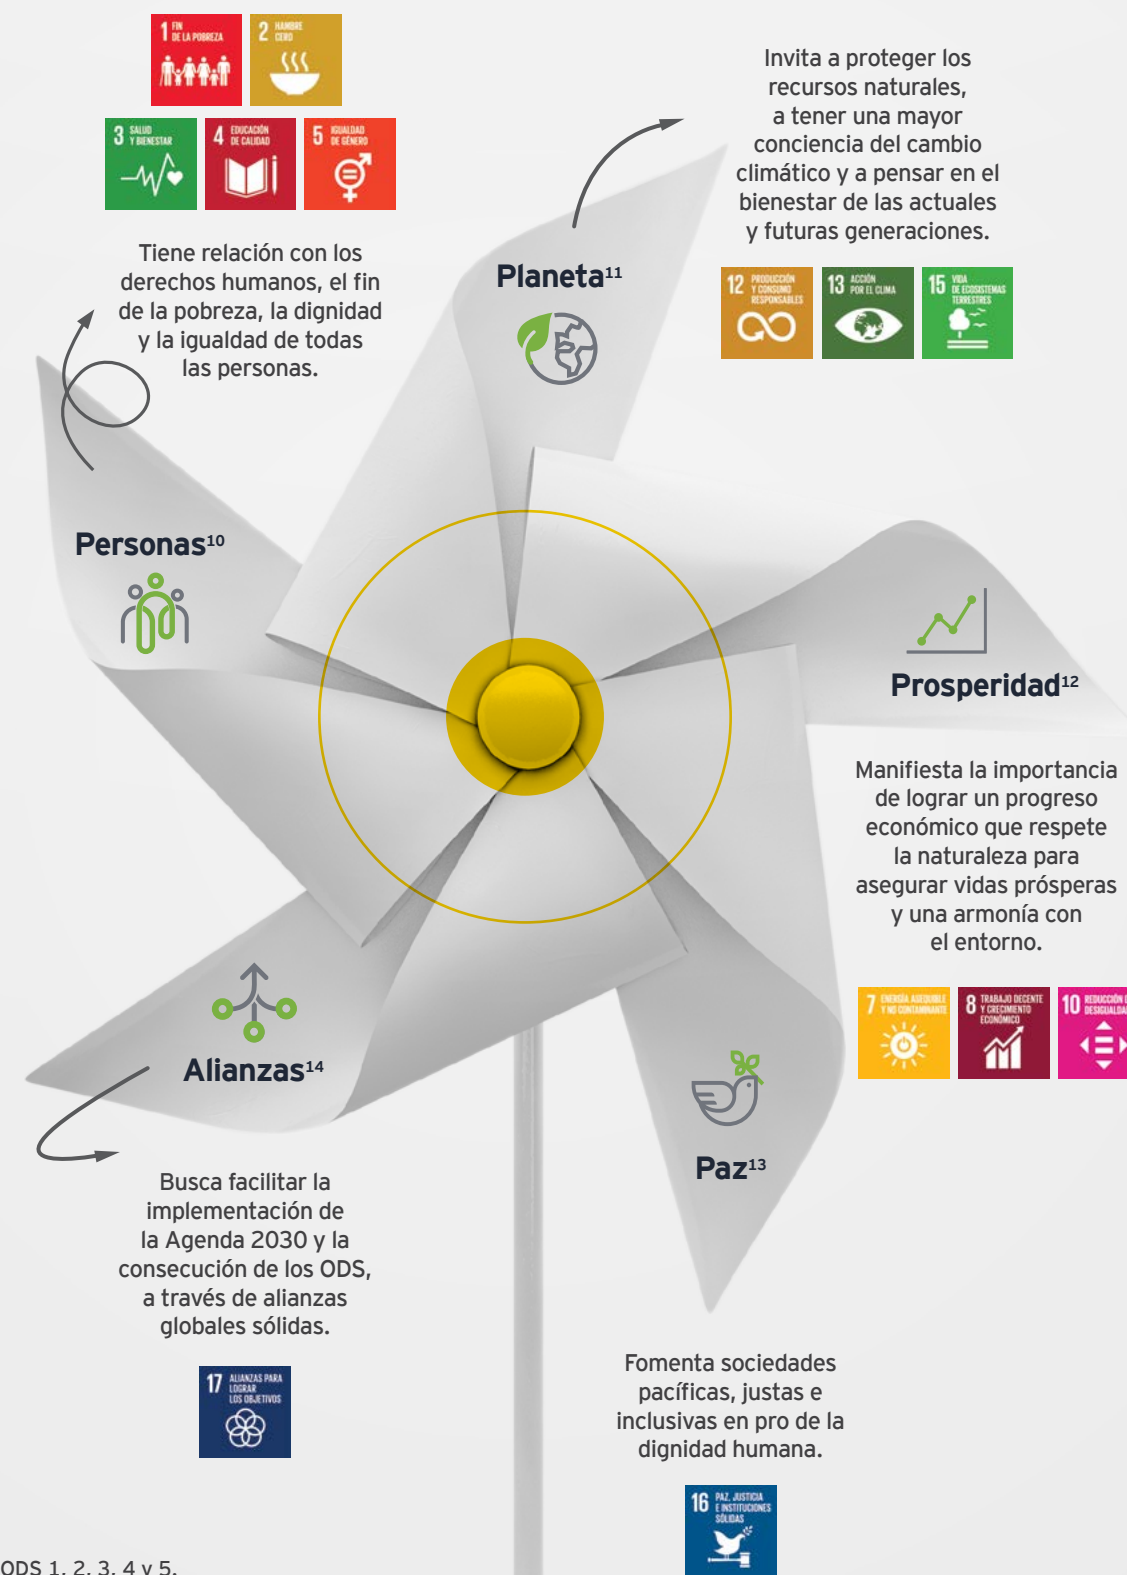 1 FIN
DE LA POBREZA
2 HAMBRE
CERO
3 SALUD
Y BIENESTAR
4 EDUCACIÓN
DE CALIDAD
5 IGUALDAD
DE GÉNERO
Tiene relación con los
derechos humanos, el fin
de la pobreza, la dignidad
y la igualdad de todas
las personas.
Personas¹⁰
Invita a proteger los
recursos naturales,
a tener una mayor
conciencia del cambio
climático y a pensar en el
bienestar de las actuales
y futuras generaciones.
12 PRODUCCIÓN
Y CONSUMO
RESPONSABLES
13 ACCIÓN
POR EL CLIMA
15 VIDA
DE ECOSISTEMAS
TERRESTRES
Planeta¹¹
Prosperidad¹²
Manifiesta la importancia
de lograr un progreso
económico que respete
la naturaleza para
asegurar vidas prósperas
y una armonía con
el entorno.
7 ENERGÍA ASEQUIBLE
Y NO CONTAMINANTE
8 TRABAJO DECENTE
Y CRECIMIENTO
ECONÓMICO
10 REDUCCIÓN
Alianzas¹⁴
Busca facilitar la
implementación de
la Agenda 2030 y la
consecución de los ODS,
a través de alianzas
globales sólidas.
17 ALIANZAS PARA
LOGRAR
LOS OBJETIVOS
Paz¹³
Fomenta sociedades
pacíficas, justas e
inclusivas en pro de la
dignidad humana.
16 PAZ, JUSTICIA
E INSTITUCIONES
SÓLIDAS
ODS 1, 2, 3, 4 y 5.